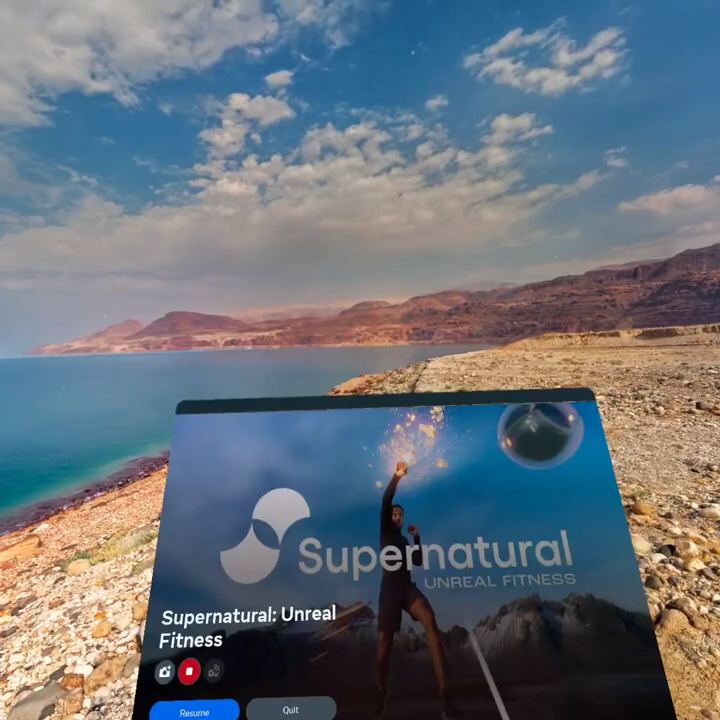 Supernatural
UNREAL FITNESS
Supernatural: Unreal
Fitness
Resume
Quit